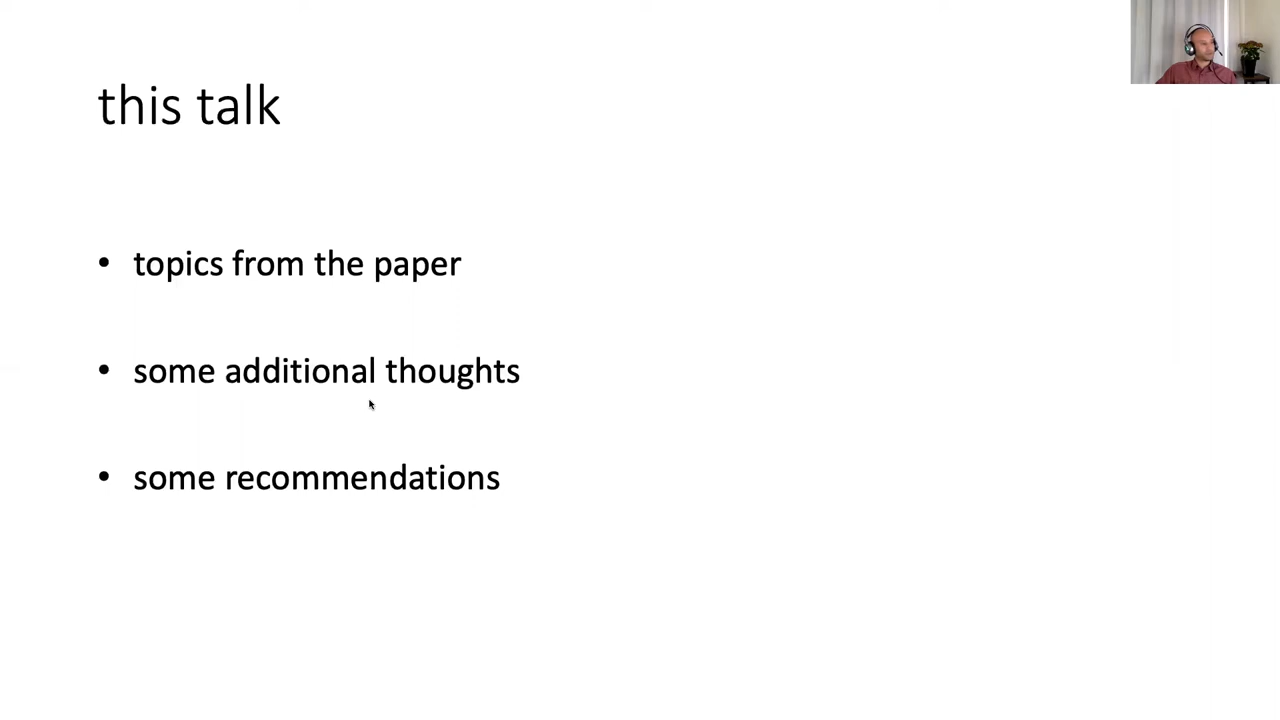 this talk
• topics from the paper
• some additional thoughts
• some recommendations